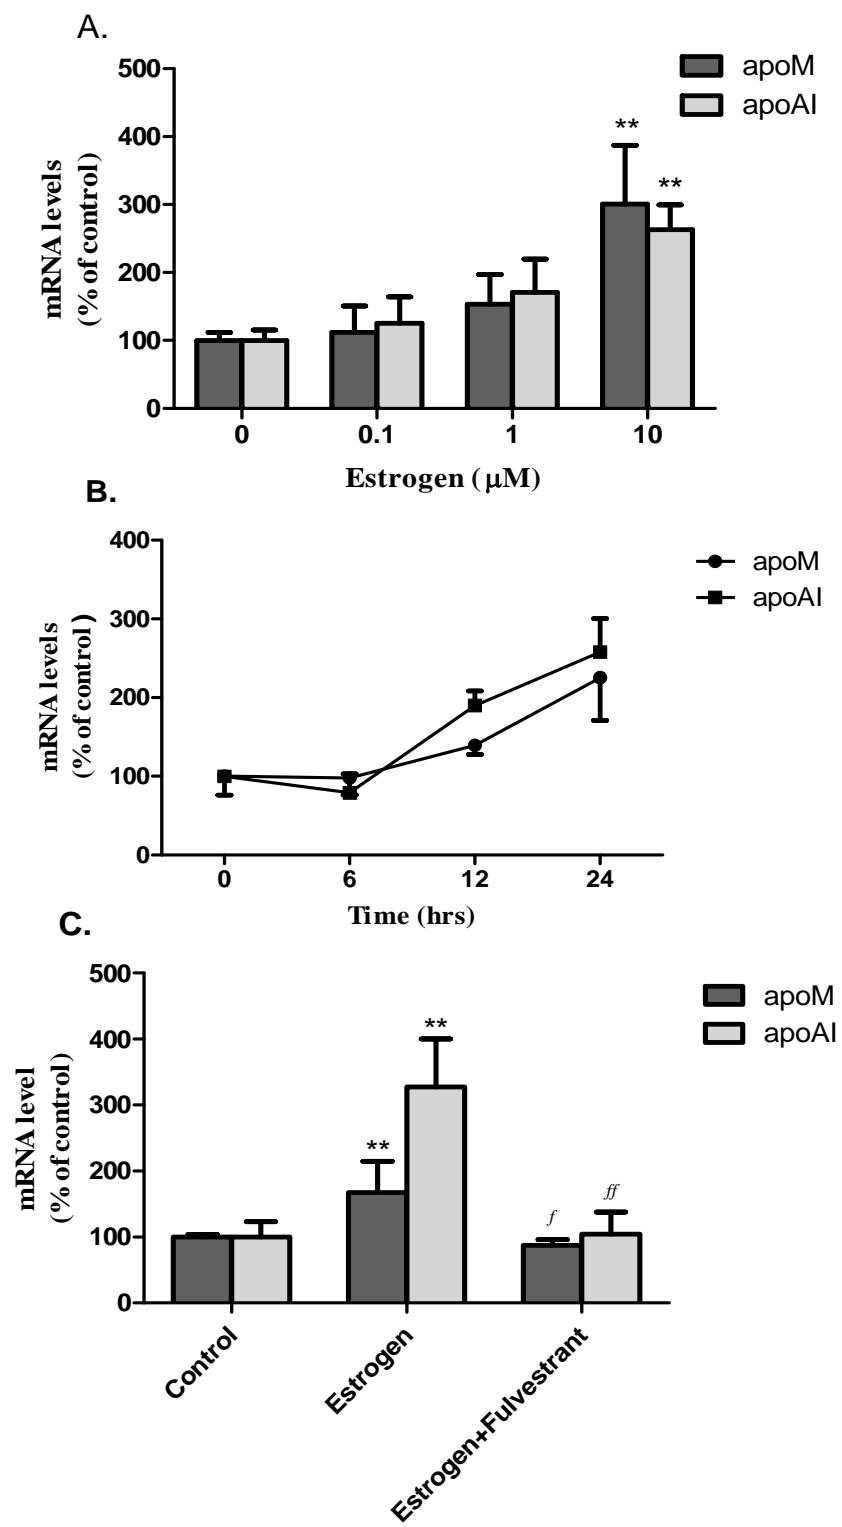 A.
500
400
300
200
100
0
mRNA levels
(% of control)
apoM
apoAI
**
**
0 0.1 1 10
Estrogen (μM)
B.
400
300
200
100
0
mRNA levels
(% of control)
apoM
apoAI
0 6 12 24
Time (hrs)
C.
500
400
300
200
100
0
mRNA level
(% of control)
apoM
apoAI
**
**
f
ff
Control
Estrogen
Estrogen+Fulvestrant